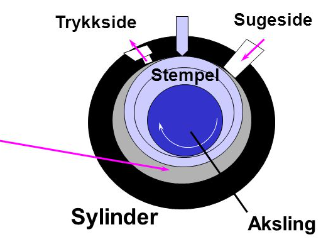 Trykkside
Sugeside
Stempel
Sylinder
Aksling